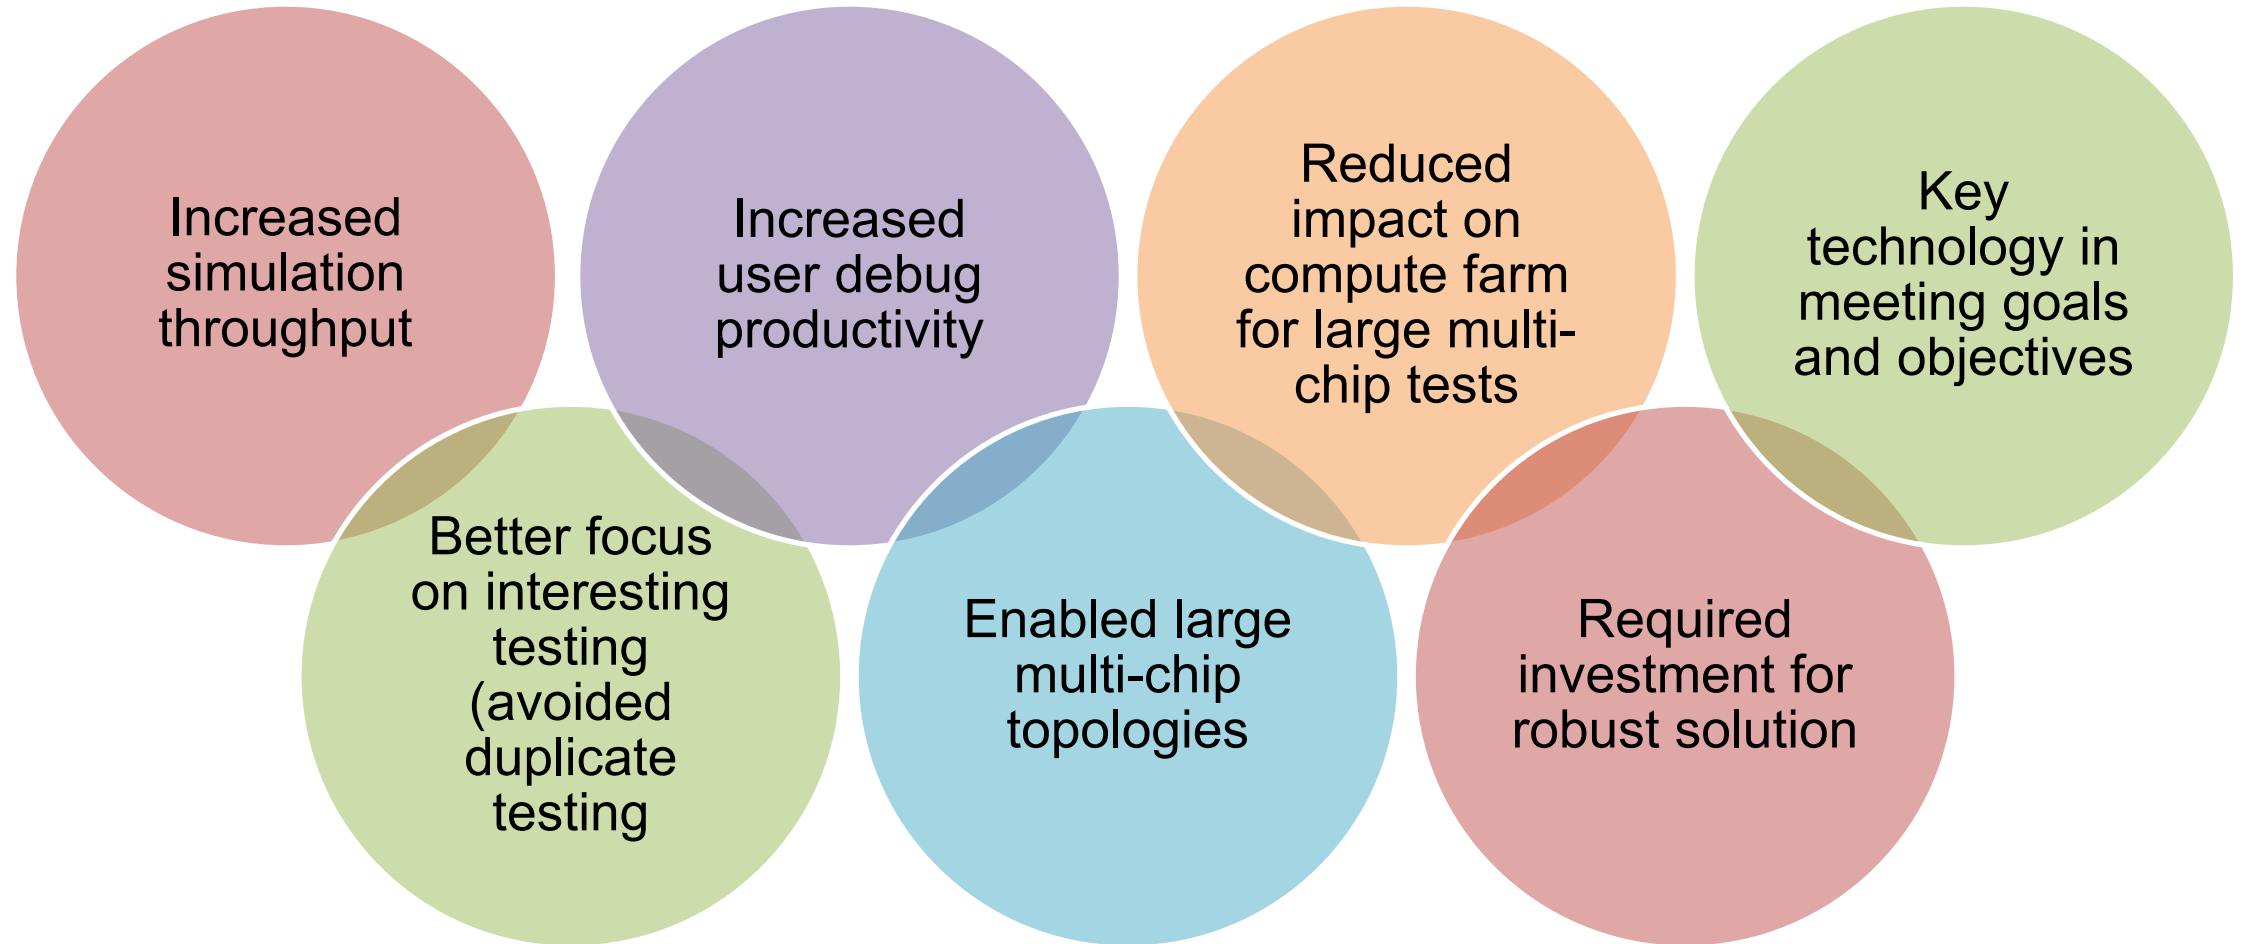 Increased
simulation
throughput
Better focus
on interesting
testing
(avoided
duplicate
testing
Increased
user debug
productivity
Enabled large
multi-chip
topologies
Reduced
impact on
compute farm
for large multi-
chip tests
Required
investment for
robust solution
Key
technology in
meeting goals
and objectives